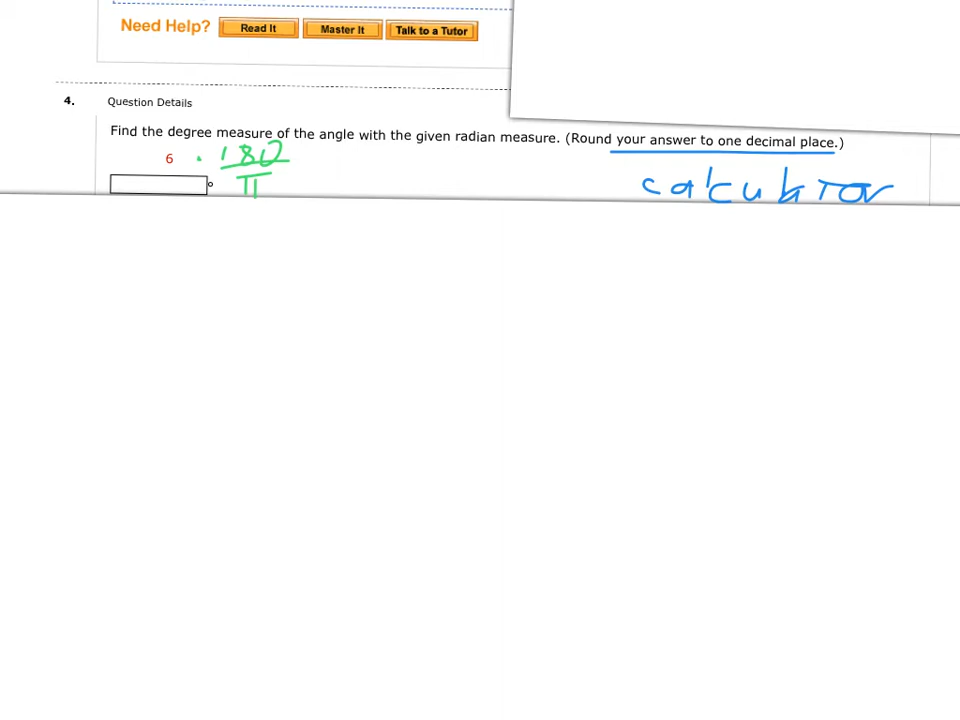 Need Help? Read It Master It Talk to a Tutor
4. Question Details
Find the degree measure of the angle with the given radian measure. (Round your answer to one decimal place.)
6 · 180
π
°
calculator